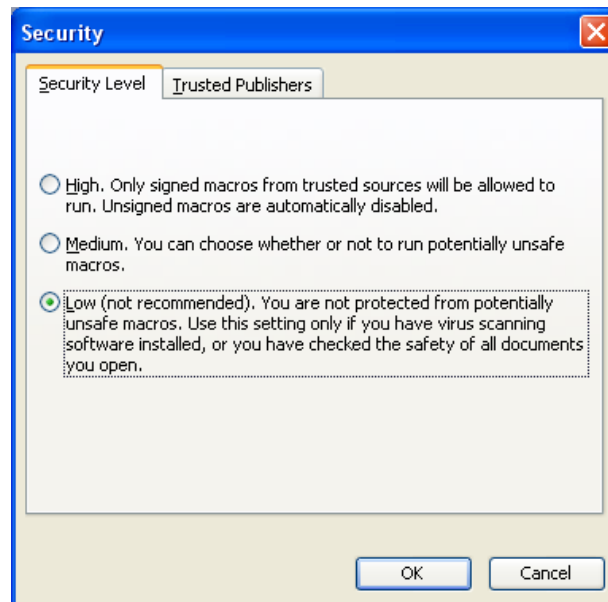 Security
Security Level
Trusted Publishers
High. Only signed macros from trusted sources will be allowed to
run. Unsigned macros are automatically disabled.
Medium. You can choose whether or not to run potentially unsafe
macros.
Low (not recommended). You are not protected from potentially
unsafe macros. Use this setting only if you have virus scanning
software installed, or you have checked the safety of all documents
you open.
OK
Cancel